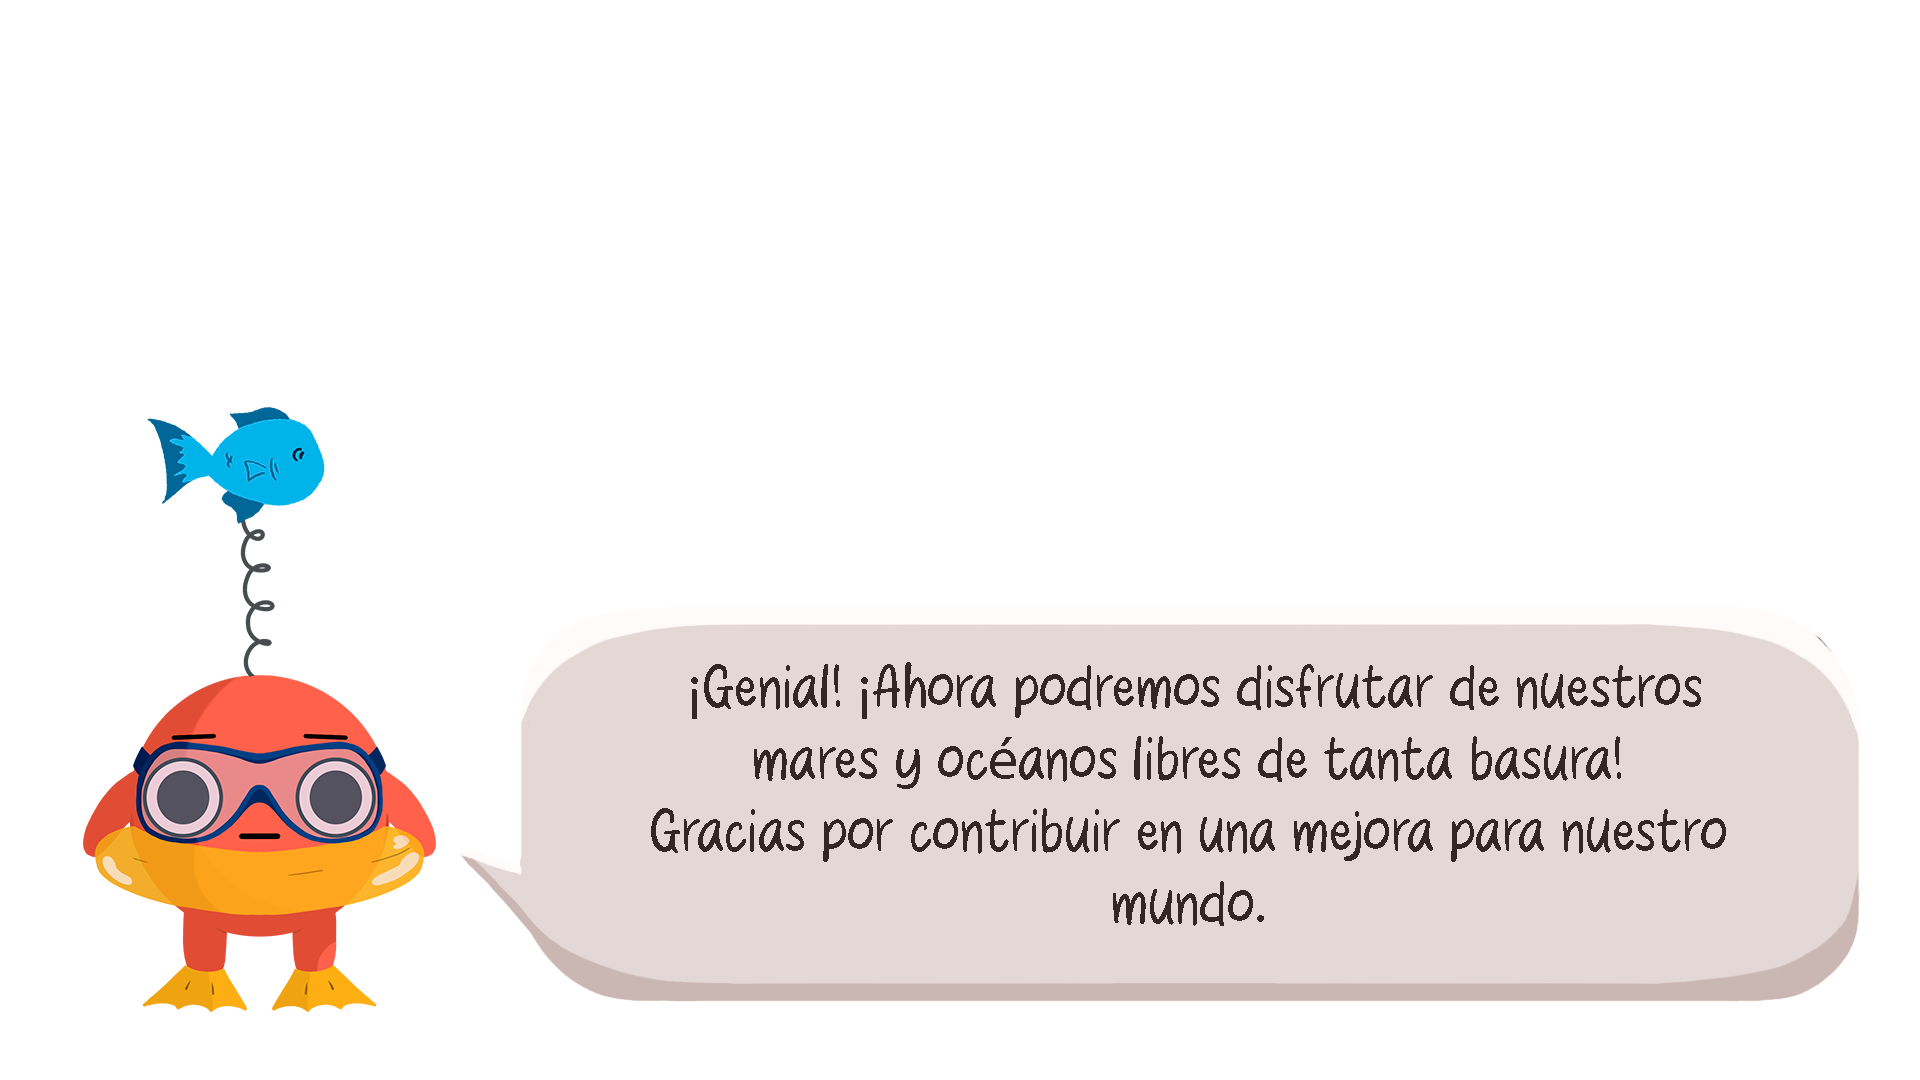 ¡Genial! ¡Ahora podremos disfrutar de nuestros
mares y océanos libres de tanta basura!
Gracias por contribuir en una mejora para nuestro
mundo.